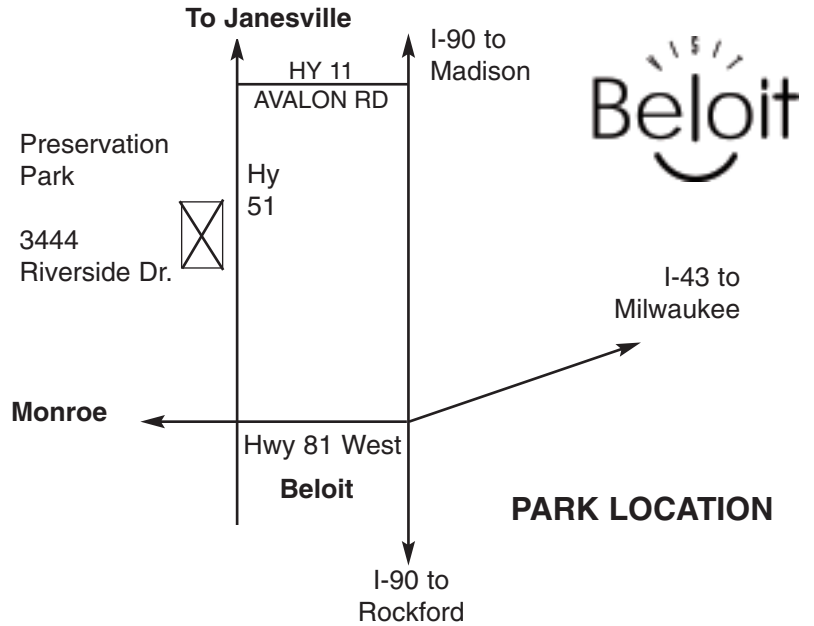 To Janesville
I-90 to
Madison
HY 11
AVALON RD
VISIT
Beloit
Preservation
Park
Hy
51
3444
Riverside Dr.
I-43 to
Milwaukee
Monroe
Hwy 81 West
Beloit
PARK LOCATION
I-90 to
Rockford